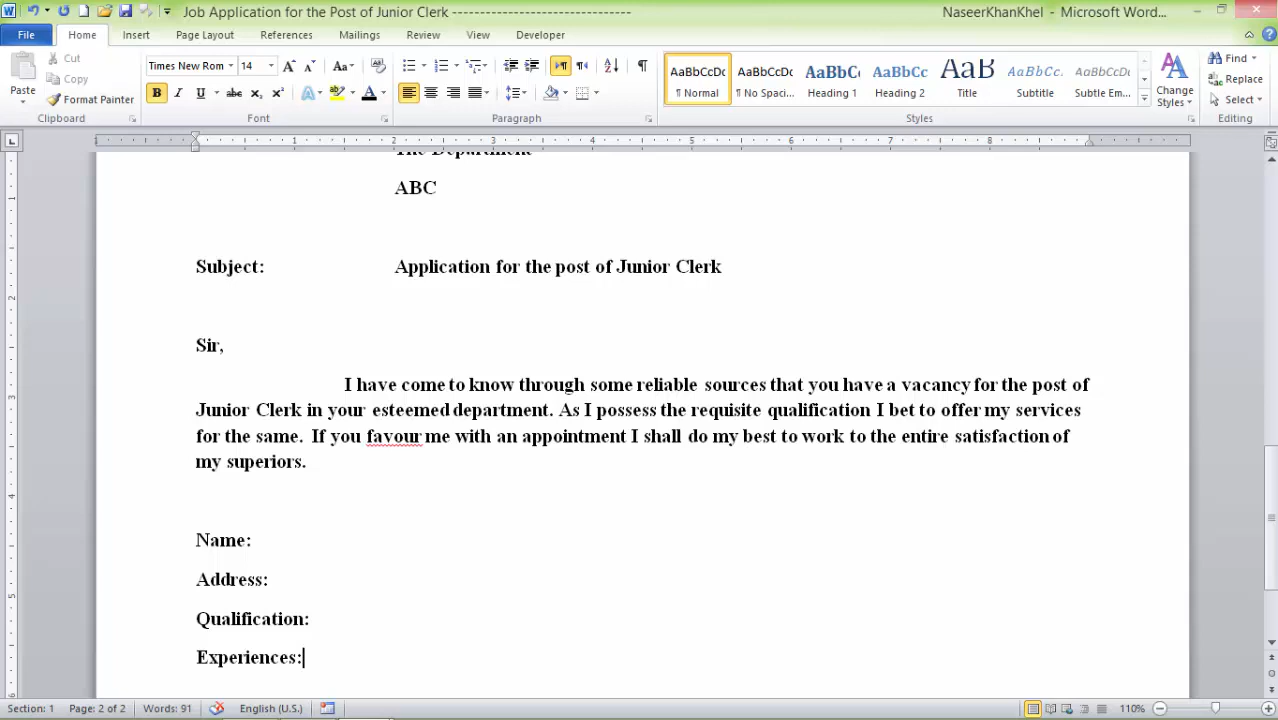 Job Application for the Post of Junior Clerk -------------------------------- NaseerKhanKhel - Microsoft Word...
File Home Insert Page Layout References Mailings Review View Developer
Cut
Copy
Format Painter
Paste
Clipboard
Times New Rom 14
Font
Paragraph
AaBbCcDc AaBbCcDc AaBbCc AaBbCc AaB AaBbCc. AaBbCcDc
¶ Normal ¶ No Spaci... Heading 1 Heading 2 Title Subtitle Subtle Em...
Change Styles
Styles
Find
Replace
Select
Editing
The Department
ABC
Subject: Application for the post of Junior Clerk
Sir,
I have come to know through some reliable sources that you have a vacancy for the post of
Junior Clerk in your esteemed department. As I possess the requisite qualification I bet to offer my services
for the same. If you favour me with an appointment I shall do my best to work to the entire satisfaction of
my superiors.
Name:
Address:
Qualification:
Experiences:
Section: 1 Page: 2 of 2 Words: 91 English (U.S.) 110%